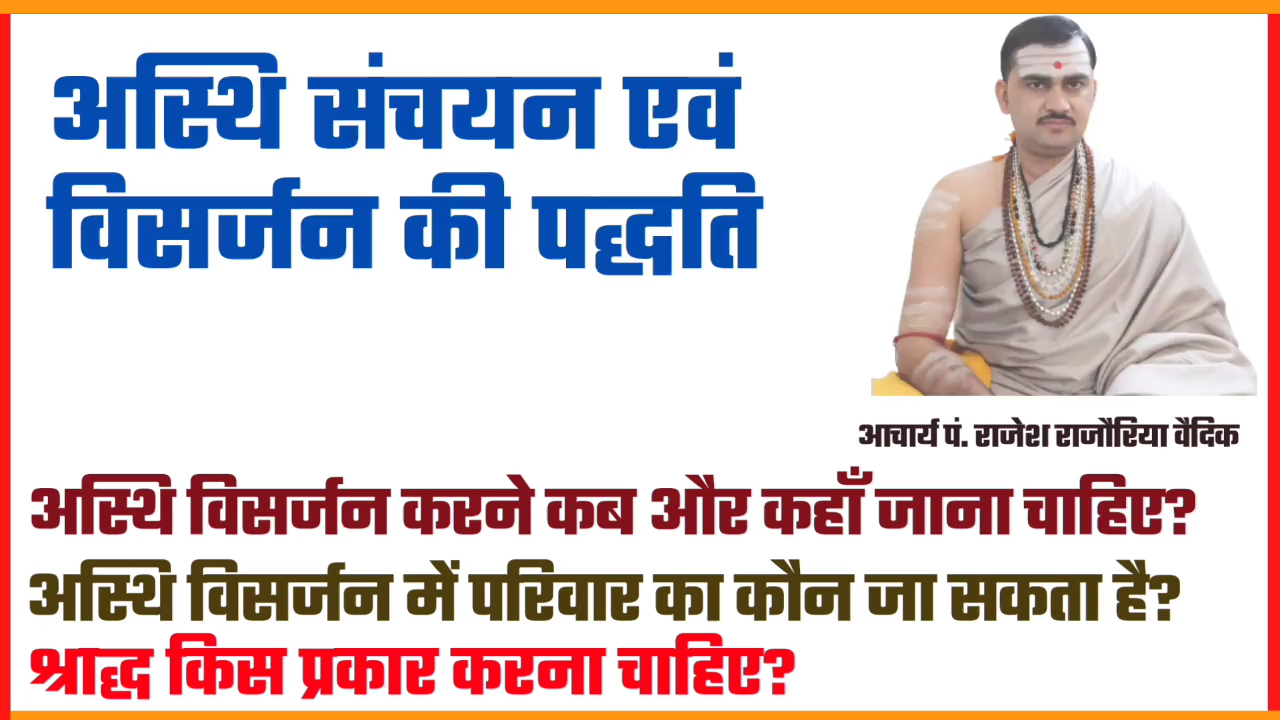 अस्थि संचयन एवं
विसर्जन की पद्धति
आचार्य पं. राजेश राजौरिया वैदिक
अस्थि विसर्जन करने कब और कहाँ जाना चाहिए?
अस्थि विसर्जन में परिवार का कौन जा सकता है?
श्राद्ध किस प्रकार करना चाहिए?